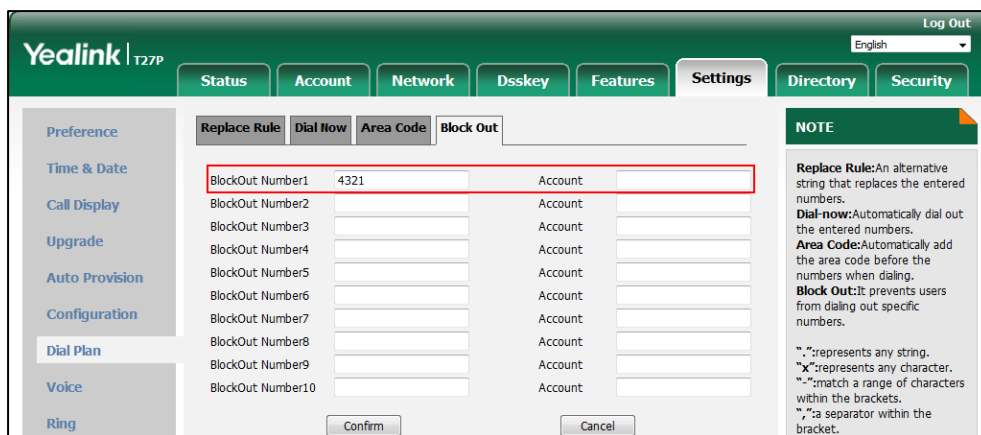 Log Out
Yealink T27P
English
Status Account Network Dsskey Features Settings Directory Security
Preference
Time & Date
Call Display
Upgrade
Auto Provision
Configuration
Dial Plan
Voice
Ring
Replace Rule Dial Now Area Code Block Out
BlockOut Number1 4321 Account
BlockOut Number2 Account
BlockOut Number3 Account
BlockOut Number4 Account
BlockOut Number5 Account
BlockOut Number6 Account
BlockOut Number7 Account
BlockOut Number8 Account
BlockOut Number9 Account
BlockOut Number10 Account
Confirm Cancel
NOTE
Replace Rule:An alternative
string that replaces the entered
numbers.
Dial-now:Automatically dial out
the entered numbers.
Area Code:Automatically add
the area code before the
numbers when dialing.
Block Out:It prevents users
from dialing out specific
numbers.
".":represents any string.
"x":represents any character.
"-":match a range of characters
within the brackets.
",":a separator within the
bracket.